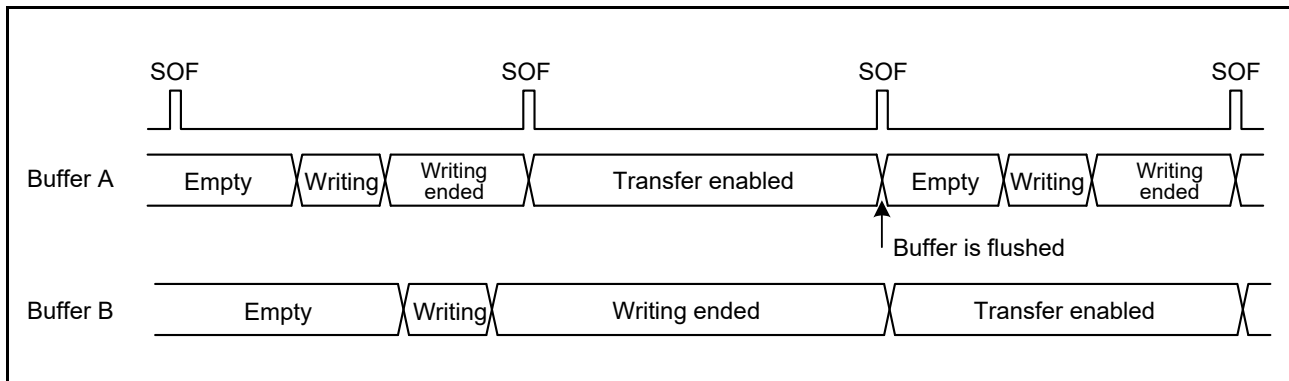 SOF SOF SOF SOF
Buffer A Empty Writing Writing ended Transfer enabled Empty Writing Writing ended
Buffer is flushed
Buffer B Empty Writing Writing ended Transfer enabled